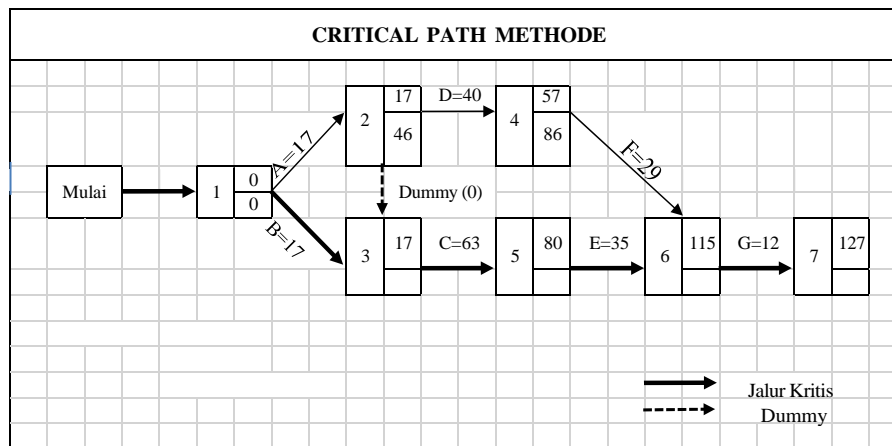 CRITICAL PATH METHODE
17
D=40
57
2
4
46
86
A=17
F=29
Mulai
1
0
0
Dummy (0)
B=17
3
17
C=63
5
80
E=35
6
115
G=12
7
127
Jalur Kritis
Dummy